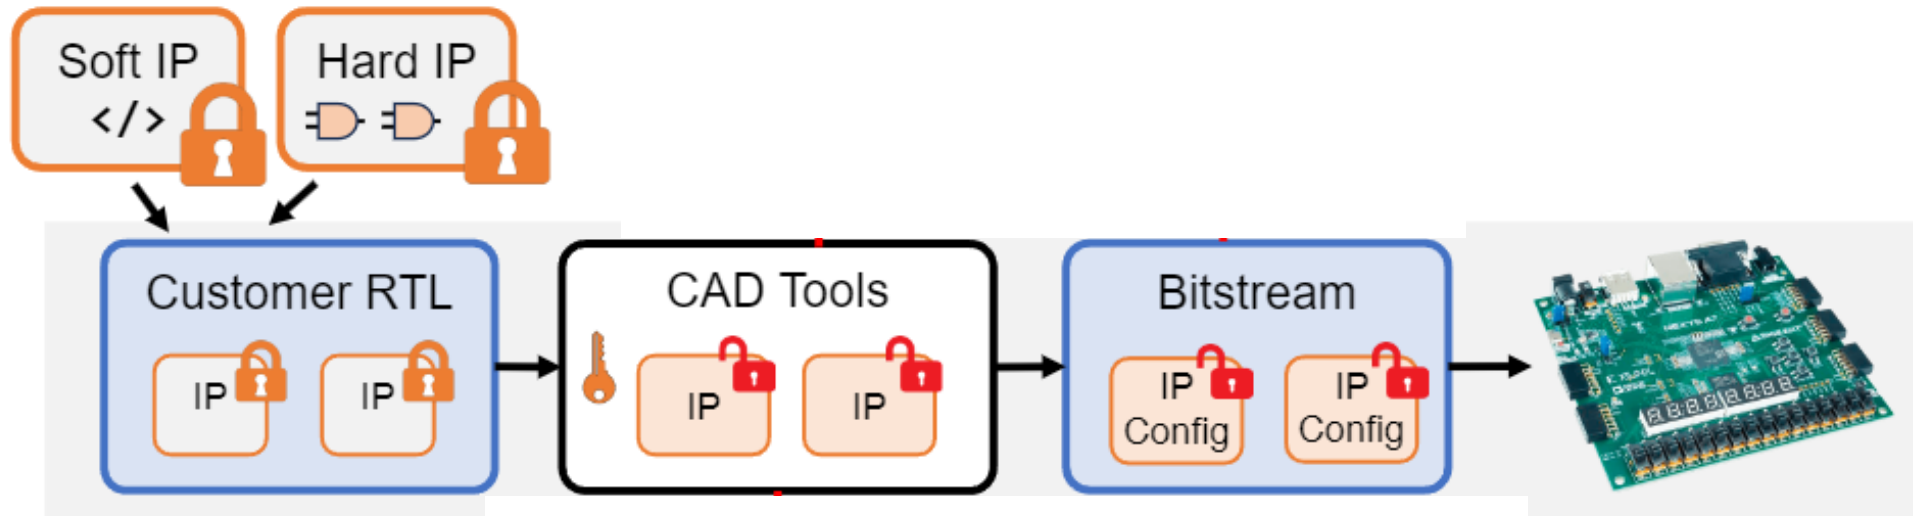 Soft IP
</>
Hard IP
Customer RTL
IP
IP
CAD Tools
IP
IP
Bitstream
IP
Config
IP
Config